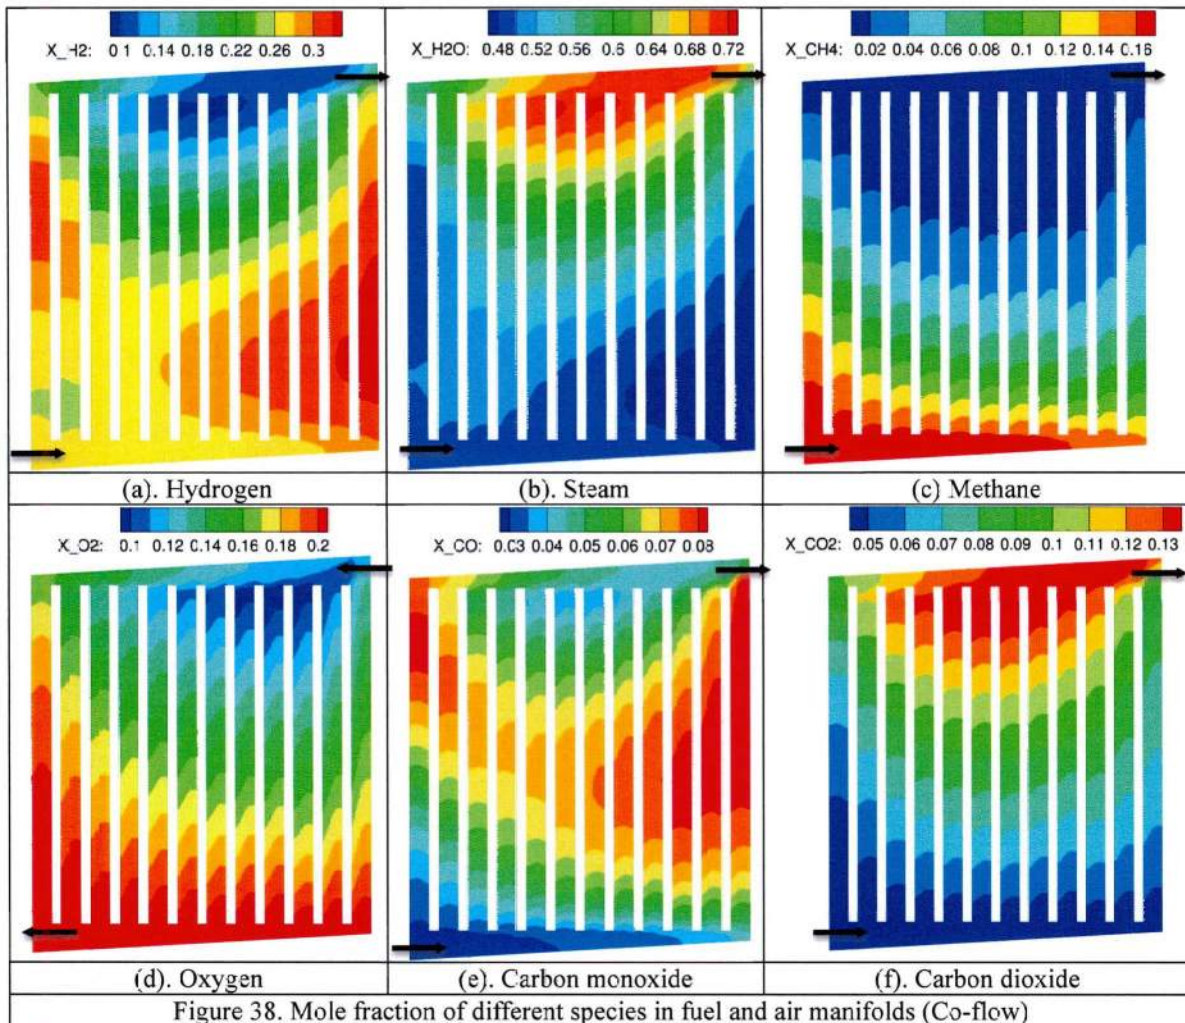 X_H2: 0.1 0.14 0.18 0.22 0.26 0.3
X_H2O: 0.48 0.52 0.56 0.6 0.64 0.68 0.72
X_CH4: 0.02 0.04 0.06 0.08 0.1 0.12 0.14 0.16
(a). Hydrogen
(b). Steam
(c) Methane
X_O2: 0.1 0.12 0.14 0.16 0.18 0.2
X_CO: 0.03 0.04 0.05 0.06 0.07 0.08
X_CO2: 0.05 0.06 0.07 0.08 0.09 0.1 0.11 0.12 0.13
(d). Oxygen
(e). Carbon monoxide
(f). Carbon dioxide
Figure 38. Mole fraction of different species in fuel and air manifolds (Co-flow)